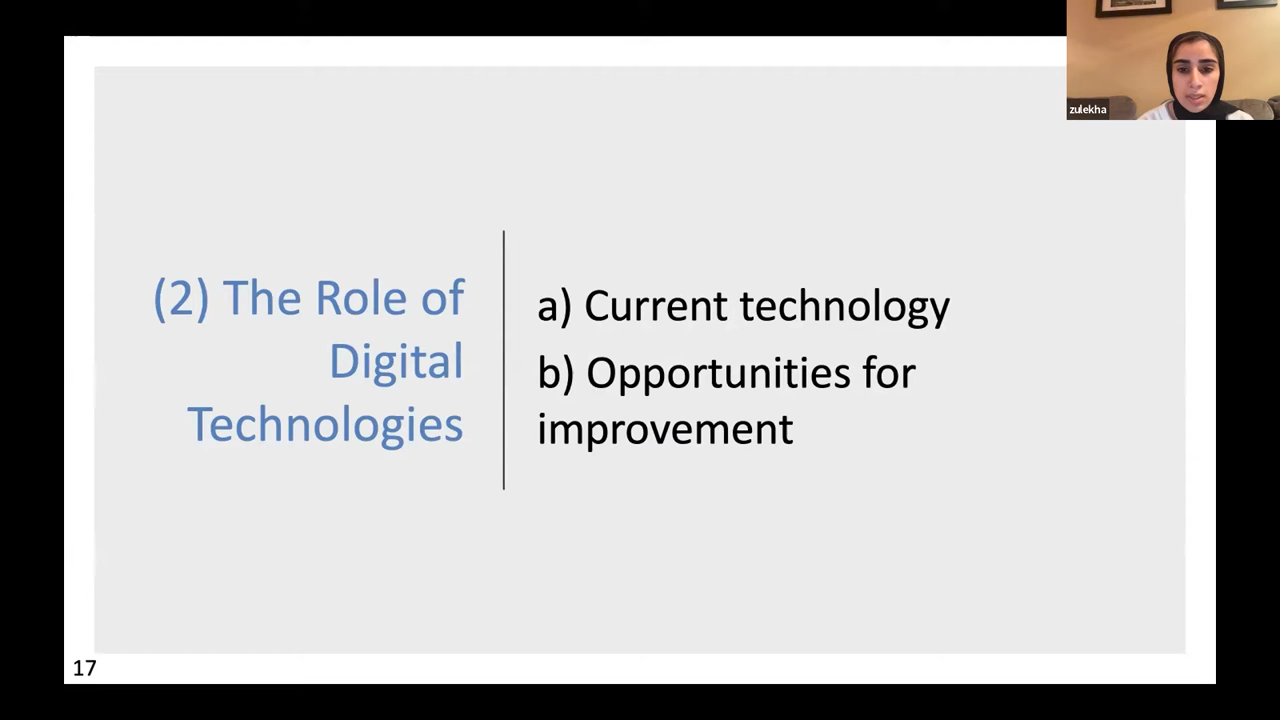 zulekha
(2) The Role of
Digital
Technologies
a) Current technology
b) Opportunities for
improvement
17